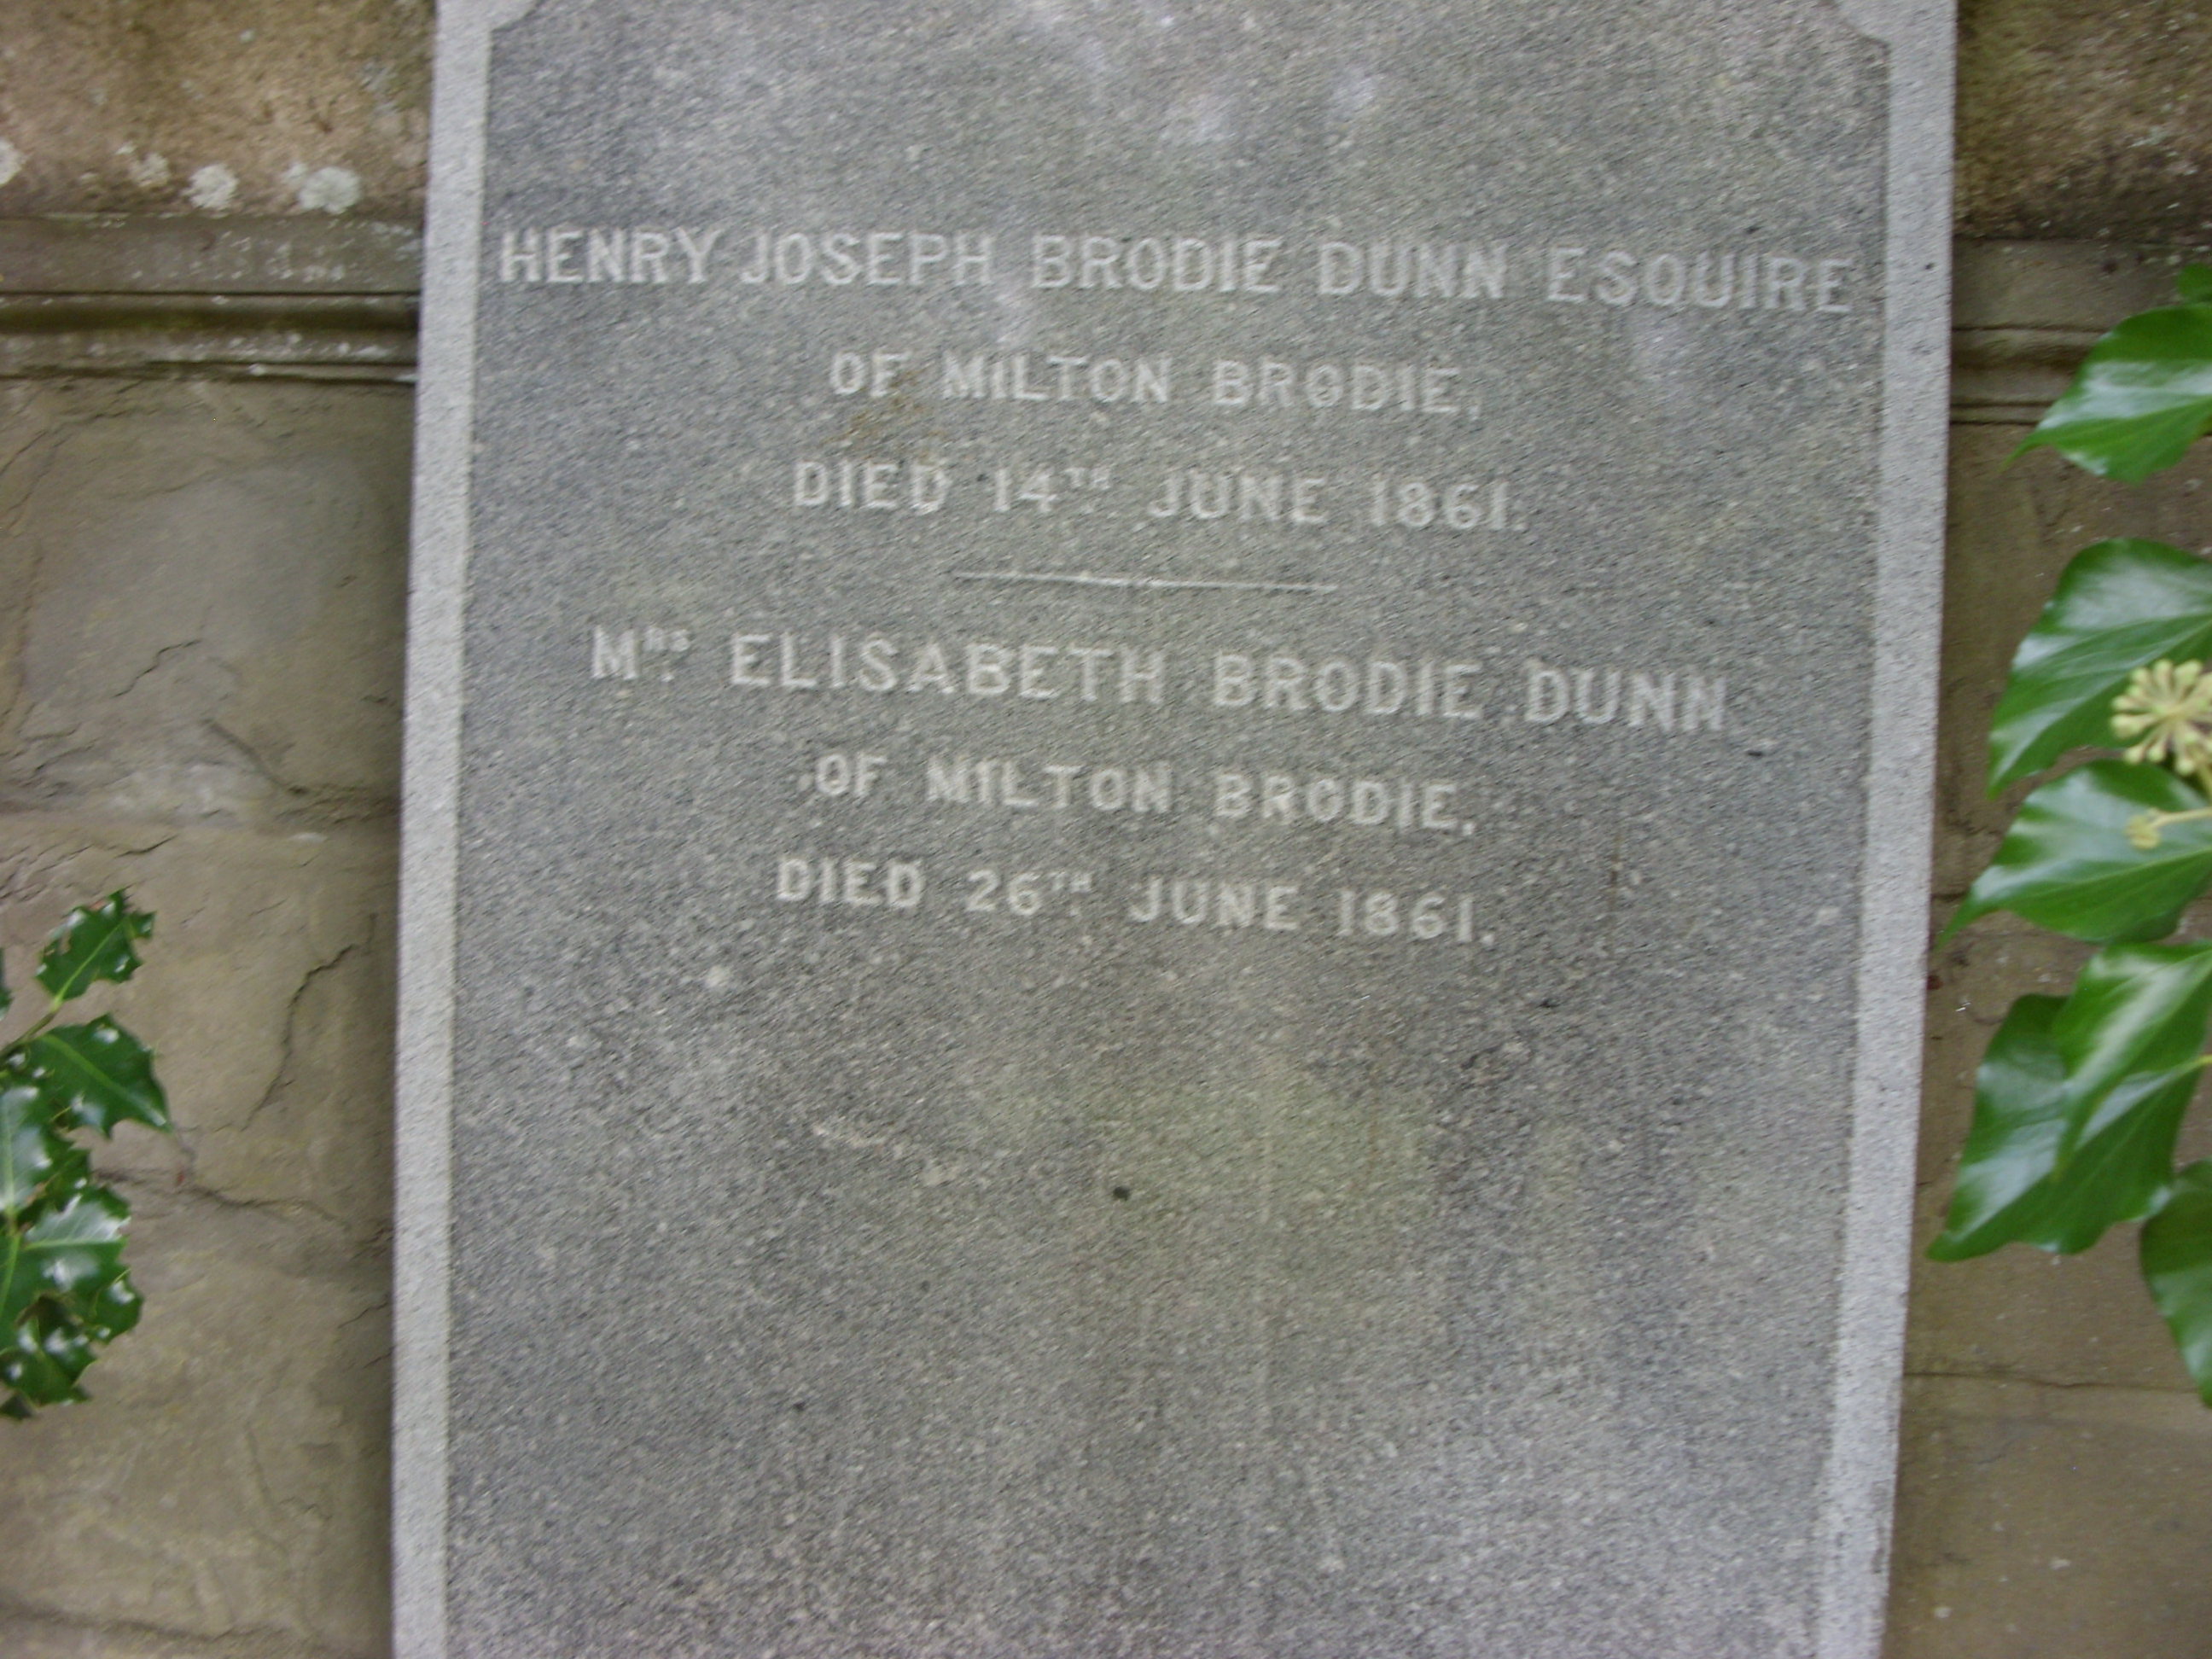 HENRY JOSEPH BRODIE DUNN ESQUIRE
OF MILTON BRODIE,
DIED 14TH JUNE 1861.
MRS ELISABETH BRODIE DUNN
OF MILTON BRODIE,
DIED 26TH JUNE 1861.